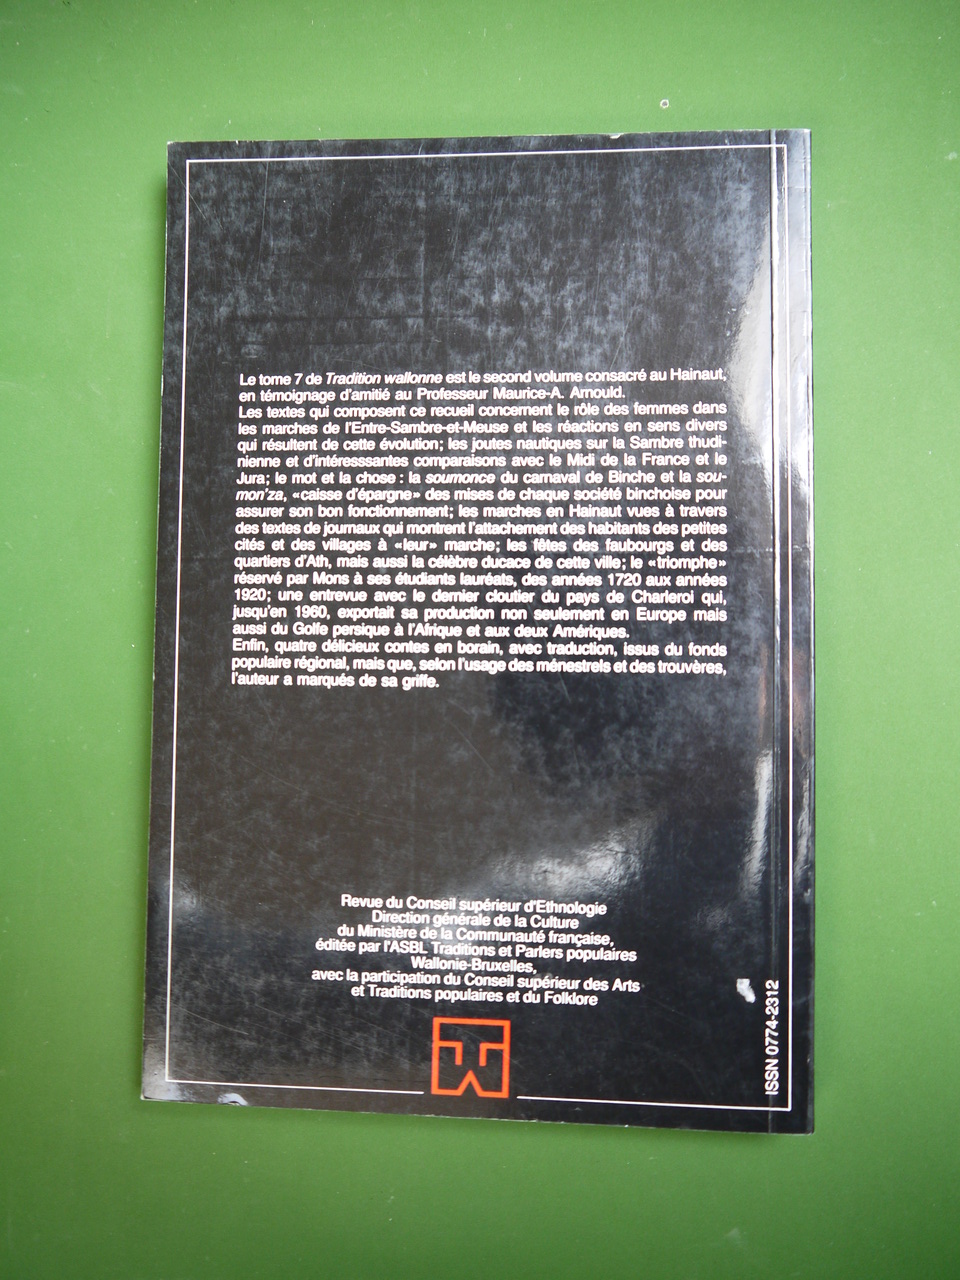 Le tome 7 de Tradition wallonne est le second volume consacré au Hainaut,
en témoignage d'amitié au Professeur Maurice-A. Arnould.
Les textes qui composent ce recueil concernent le rôle des femmes dans
les marches de l'Entre-Sambre-et-Meuse et les réactions en sens divers
qui résultent de cette évolution; les joutes nautiques sur la Sambre thudi-
nienne et d'intéresssantes comparaisons avec le Midi de la France et le
Jura; le mot et la chose : la soumonce du carnaval de Binche et la sou-
mon'za, «caisse d'épargne» des mises de chaque société binchoise pour
assurer son bon fonctionnement; les marches en Hainaut vues à travers
des textes de journaux qui montrent l'attachement des habitants des petites
cités et des villages à «leur» marche; les fêtes des faubourgs et des
quartiers d'Ath, mais aussi la célèbre ducace de cette ville; le «triomphe»
réservé par Mons à ses étudiants lauréats, des années 1720 aux années
1920; une entrevue avec le dernier cloutier du pays de Charleroi qui,
jusqu'en 1960, exportait sa production non seulement en Europe mais
aussi du Golfe persique à l'Afrique et aux deux Amériques.
Enfin, quatre délicieux contes en borain, avec traduction, issus du fonds
populaire régional, mais que, selon l'usage des ménestrels et des trouvères,
l'auteur a marqués de sa griffe.
Revue du Conseil supérieur d'Ethnologie
Direction générale de la Culture
du Ministère de la Communauté française,
éditée par l'ASBL Traditions et Parlers populaires
Wallonie-Bruxelles,
avec la participation du Conseil supérieur des Arts
et Traditions populaires et du Folklore
TW
ISSN 0774-2312